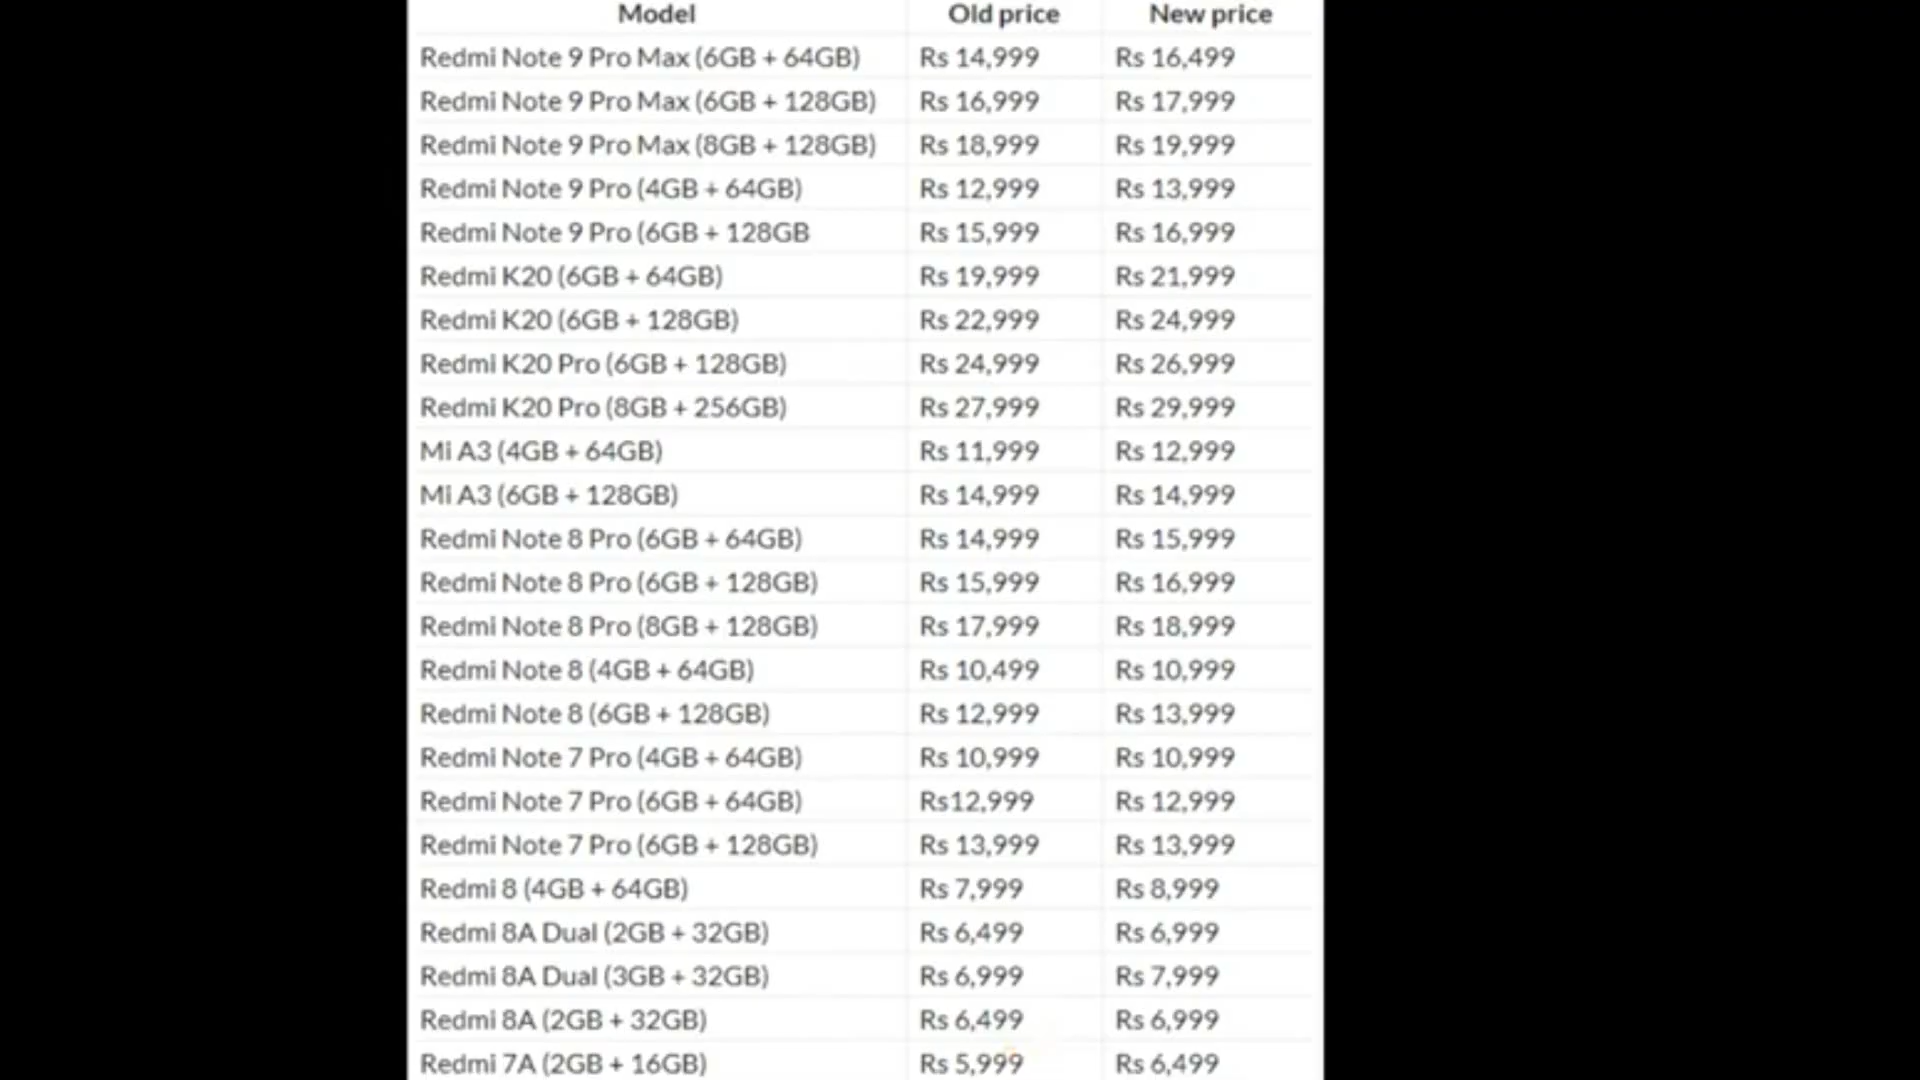 Model Old price New price
Redmi Note 9 Pro Max (6GB + 64GB) Rs 14,999 Rs 16,499
Redmi Note 9 Pro Max (6GB + 128GB) Rs 16,999 Rs 17,999
Redmi Note 9 Pro Max (8GB + 128GB) Rs 18,999 Rs 19,999
Redmi Note 9 Pro (4GB + 64GB) Rs 12,999 Rs 13,999
Redmi Note 9 Pro (6GB + 128GB Rs 15,999 Rs 16,999
Redmi K20 (6GB + 64GB) Rs 19,999 Rs 21,999
Redmi K20 (6GB + 128GB) Rs 22,999 Rs 24,999
Redmi K20 Pro (6GB + 128GB) Rs 24,999 Rs 26,999
Redmi K20 Pro (8GB + 256GB) Rs 27,999 Rs 29,999
Mi A3 (4GB + 64GB) Rs 11,999 Rs 12,999
Mi A3 (6GB + 128GB) Rs 14,999 Rs 14,999
Redmi Note 8 Pro (6GB + 64GB) Rs 14,999 Rs 15,999
Redmi Note 8 Pro (6GB + 128GB) Rs 15,999 Rs 16,999
Redmi Note 8 Pro (8GB + 128GB) Rs 17,999 Rs 18,999
Redmi Note 8 (4GB + 64GB) Rs 10,499 Rs 10,999
Redmi Note 8 (6GB + 128GB) Rs 12,999 Rs 13,999
Redmi Note 7 Pro (4GB + 64GB) Rs 10,999 Rs 10,999
Redmi Note 7 Pro (6GB + 64GB) Rs12,999 Rs 12,999
Redmi Note 7 Pro (6GB + 128GB) Rs 13,999 Rs 13,999
Redmi 8 (4GB + 64GB) Rs 7,999 Rs 8,999
Redmi 8A Dual (2GB + 32GB) Rs 6,499 Rs 6,999
Redmi 8A Dual (3GB + 32GB) Rs 6,999 Rs 7,999
Redmi 8A (2GB + 32GB) Rs 6,499 Rs 6,999
Redmi 7A (2GB + 16GB) Rs 5,999 Rs 6,499